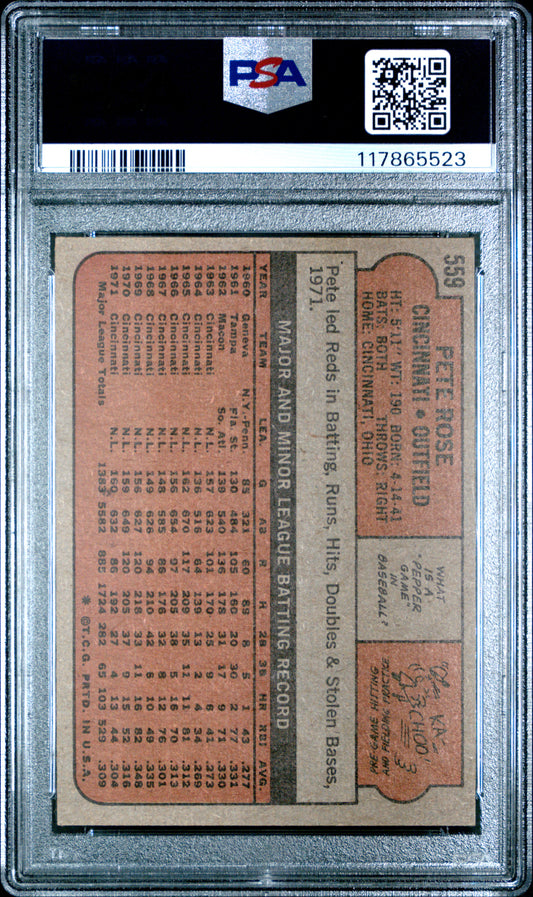 PSA
117865523
559
PETE ROSE
CINCINNATI • OUTFIELD
HT: 5'11" WT: 190 BORN: 4-14-41
BATS: BOTH THROWS: RIGHT
HOME: CINCINNATI, OHIO
WHAT
IS A
"PEPPER
GAME"
IN
BASEBALL?
KA-
CHOO!
PRE-GAME HITTING
AND FIELDING PRACTICE
Pete led Reds in Batting, Runs, Hits, Doubles & Stolen Bases,
1971.
MAJOR AND MINOR LEAGUE BATTING RECORD
YEAR TEAM LEA. G AB R H 2B 3B HR RBI AVG.
1960 Geneva N.Y.-Penn 85 321 60 89 8 5 1 43 .277
1961 Tampa Fla. St. 130 484 105 160 20 30 2 77 .331
1962 Macon So. Atl. 139 540 136 178 31 17 9 71 .330
1963 Cincinnati N.L. 157 623 101 170 25 9 6 41 .273
1964 Cincinnati N.L. 136 516 64 139 13 2 4 34 .269
1965 Cincinnati N.L. 162 670 117 209 35 11 11 81 .312
1966 Cincinnati N.L. 156 654 97 205 38 5 16 70 .313
1967 Cincinnati N.L. 148 585 86 176 32 8 12 76 .301
1968 Cincinnati N.L. 149 626 94 210 42 6 10 49 .335
1969 Cincinnati N.L. 156 627 120 218 33 11 16 82 .348
1970 Cincinnati N.L. 159 649 120 205 37 9 15 52 .316
1971 Cincinnati N.L. 160 632 86 192 27 4 13 44 .304
Major League Totals 1383 5582 885 1724 282 65 103 529 .309
* ©T.C.G. PRTD. IN U.S.A.